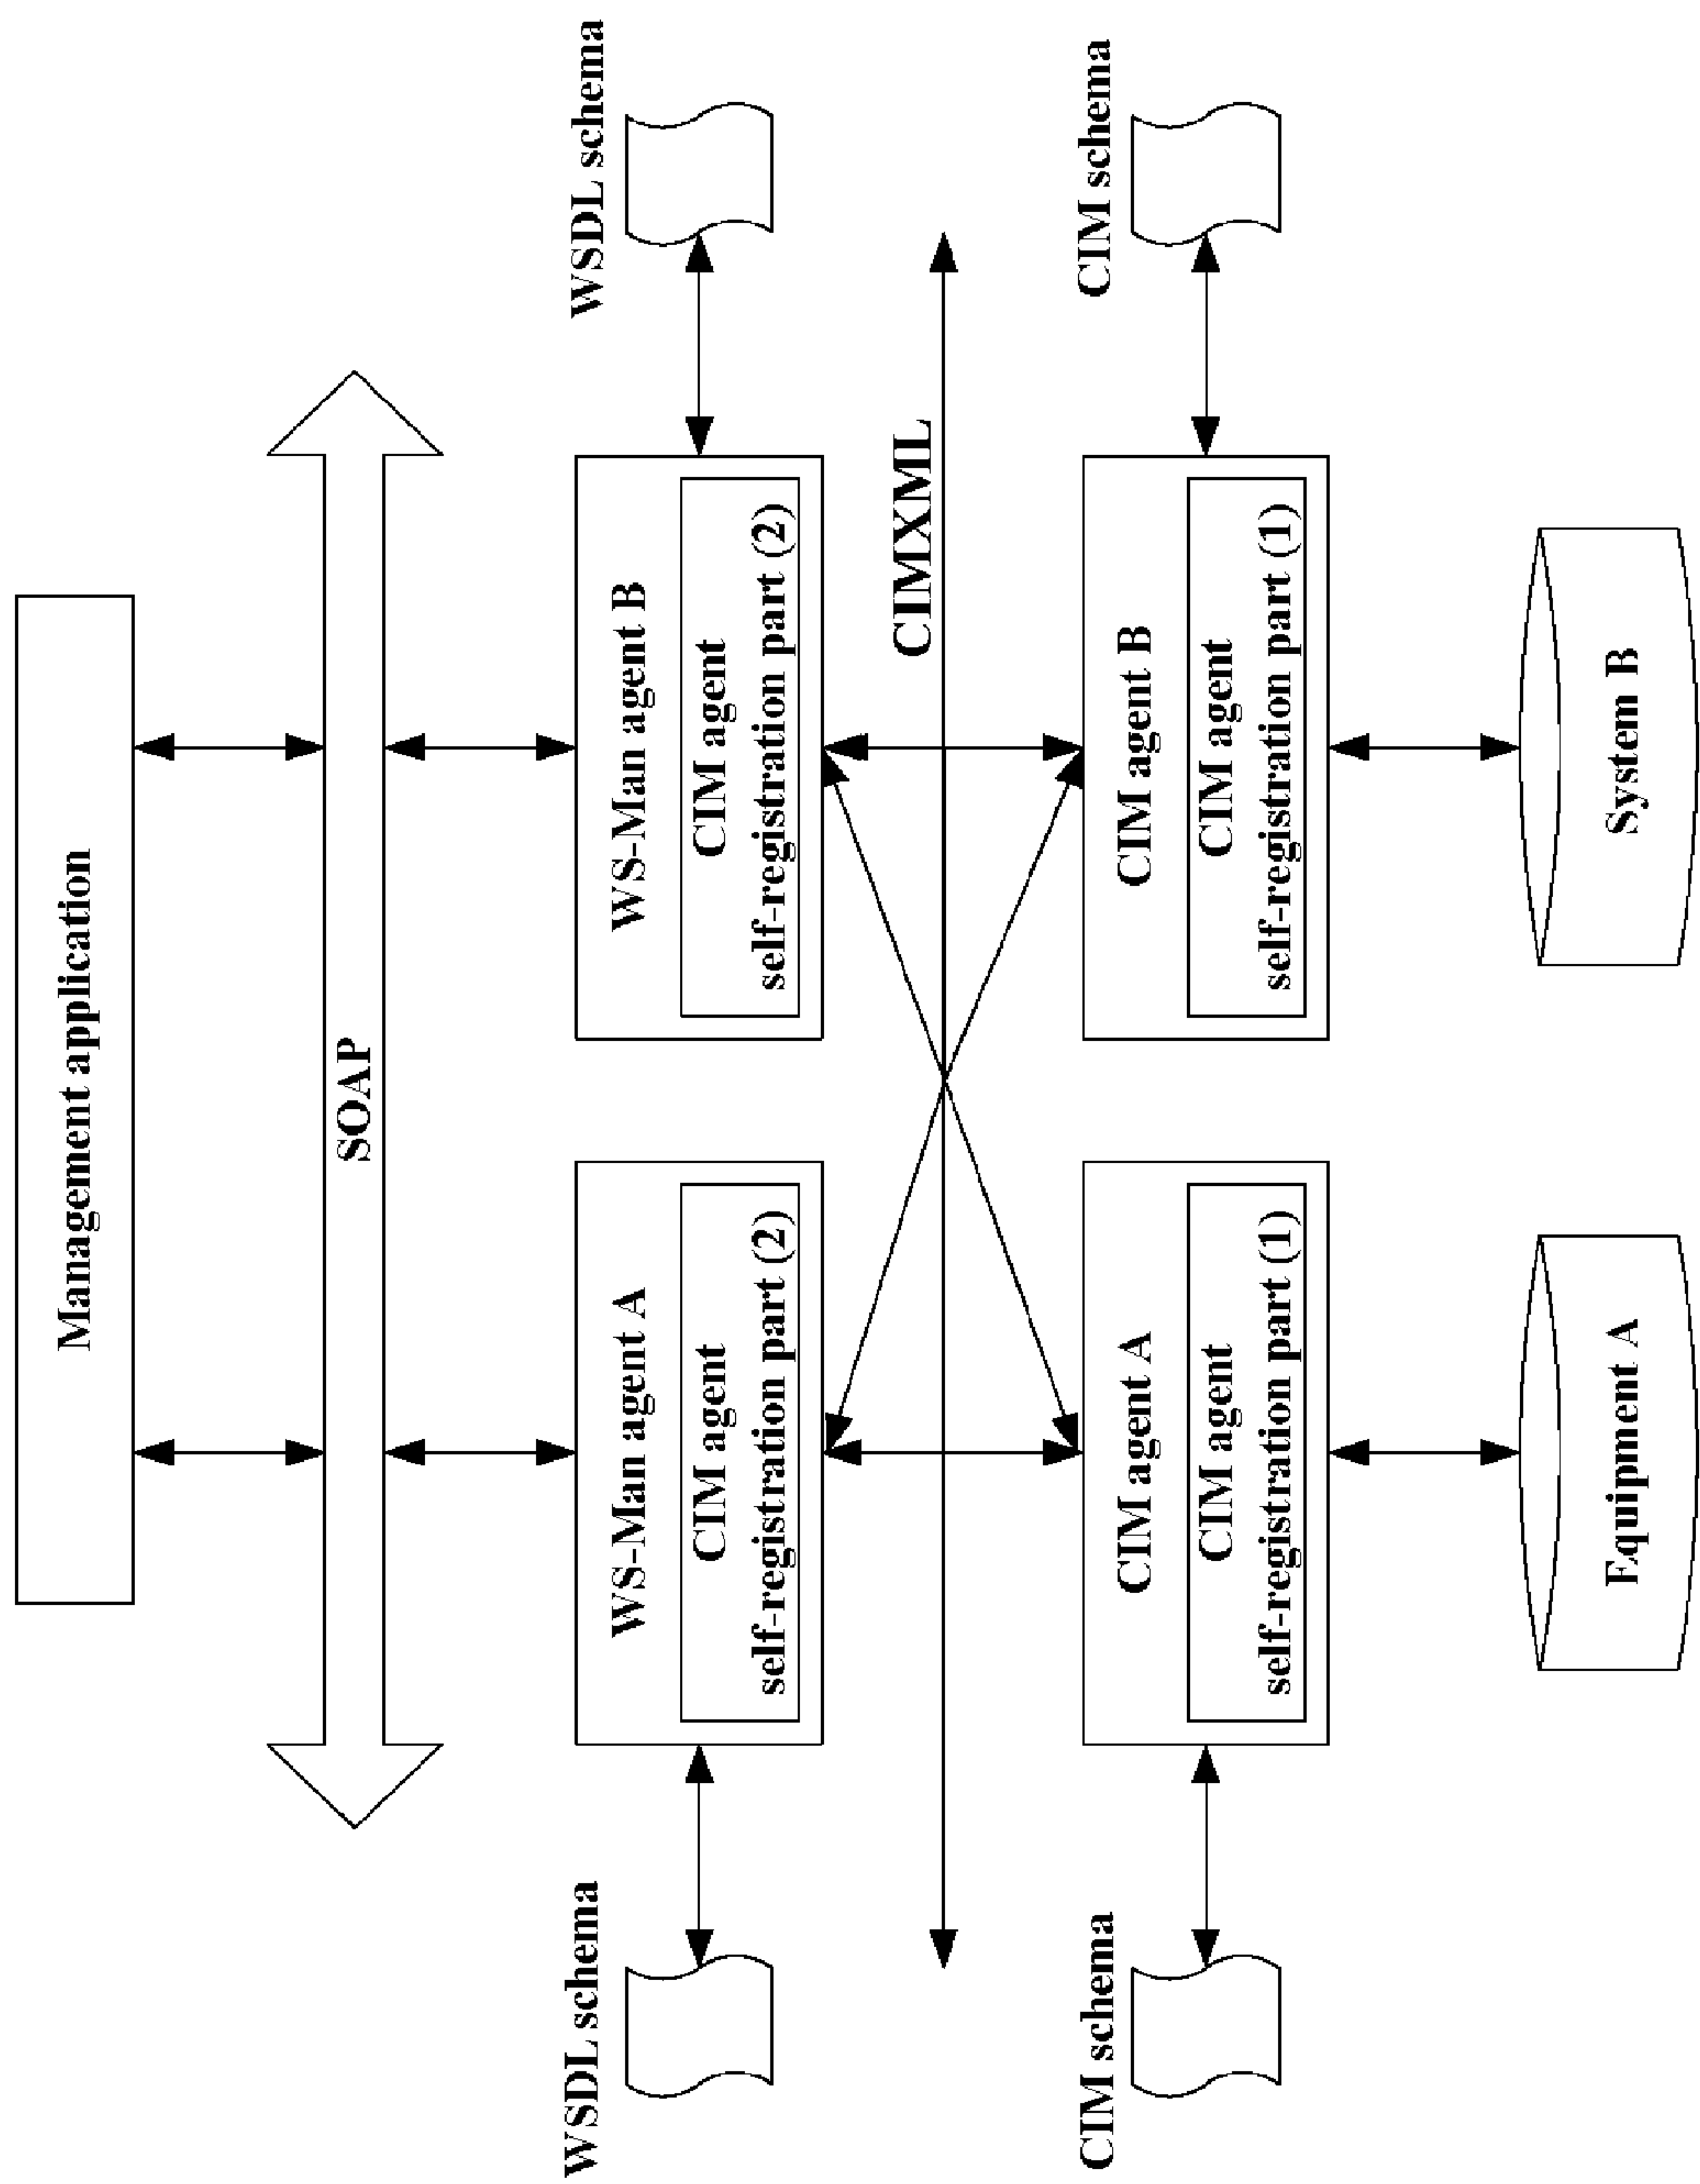 Management application
SOAP
WSDL schema
WS-Man agent A
CIM agent
self-registration part (2)
WS-Man agent B
CIM agent
self-registration part (2)
WSDL schema
CIMXML
CIM schema
CIM agent A
CIM agent
self-registration part (1)
CIM agent B
CIM agent
self-registration part (1)
CIM schema
Equipment A
System B